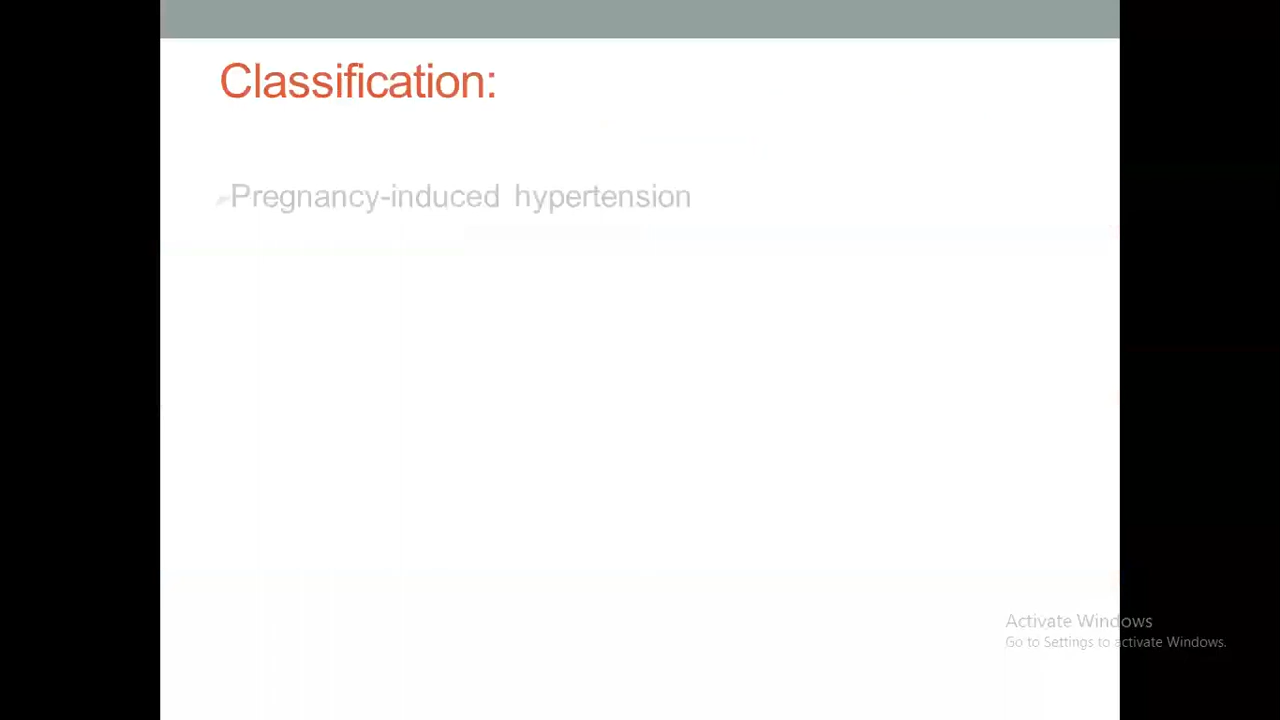 Classification:
Pregnancy-induced hypertension
Activate Windows
Go to Settings to activate Windows.